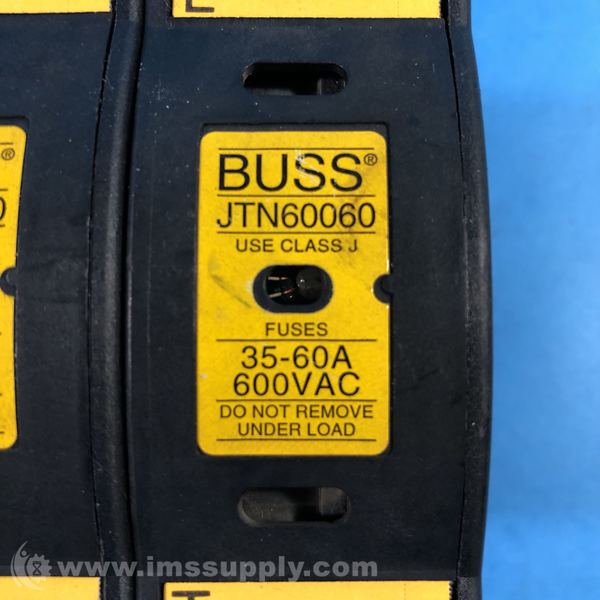 BUSS®
JTN60060
USE CLASS J
FUSES
35-60A
600VAC
DO NOT REMOVE
UNDER LOAD
®
www.imssupply.com